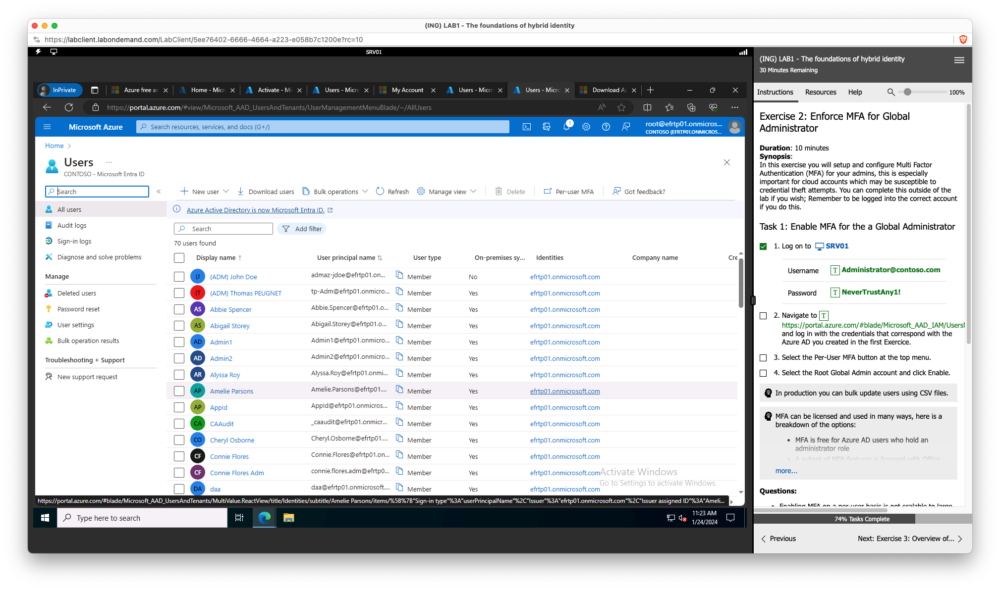 (ING) LAB1 - The foundations of hybrid identity
https://labclient.labondemand.com/LabClient/5ee76402-6666-4664-a223-e058b7c1200e?rc=10
SRV01
InPrivate
Azure free ac
Home - Micr
Activate - Mi
Users - Micro
My Account
Users - Micro
Users - Micro
Download Az
https://portal.azure.com/#view/Microsoft_AAD_UsersAndTenants/UserManagementMenuBlade/~/AllUsers
Microsoft Azure
Search resources, services, and docs (G+/)
1
root@efrtp01.onmicros...
CONTOSO (EFRTP01.ONMICROS...
Home >
Users ...
CONTOSO - Microsoft Entra ID
Search
«
New user
Download users
Bulk operations
Refresh
Manage view
Delete
Per-user MFA
Got feedback?
All users
Audit logs
Sign-in logs
Diagnose and solve problems
Manage
Deleted users
Password reset
User settings
Bulk operation results
Troubleshooting + Support
New support request
Azure Active Directory is now Microsoft Entra ID.
Search
Add filter
70 users found
Display name ↑ User principal name ↑↓ User type On-premises sy... Identities Company name Cre
(J (ADM) John Doe admaz-jdoe@efrtp01.on... Member No efrtp01.onmicrosoft.com
(T (ADM) Thomas PEUGNET tp-Adm@efrtp01.onmicro... Member Yes efrtp01.onmicrosoft.com
AS Abbie Spencer Abbie.Spencer@efrtp01.o... Member Yes efrtp01.onmicrosoft.com
AS Abigail Storey Abigail.Storey@efrtp01.o... Member Yes efrtp01.onmicrosoft.com
AD Admin1 Admin1@efrtp01.onmicro... Member Yes efrtp01.onmicrosoft.com
AD Admin2 Admin2@efrtp01.onmicro... Member Yes efrtp01.onmicrosoft.com
AR Alyssa Roy Alyssa.Roy@efrtp01.onmi... Member Yes efrtp01.onmicrosoft.com
AP Amelie Parsons Amelie.Parsons@efrtp01.... Member Yes efrtp01.onmicrosoft.com
AP AppId AppId@efrtp01.onmicros... Member Yes efrtp01.onmicrosoft.com
CA CAAudit _caaudit@efrtp01.onmicr... Member Yes efrtp01.onmicrosoft.com
CO Cheryl Osborne Cheryl.Osborne@efrtp01.... Member Yes efrtp01.onmicrosoft.com
CF Connie Flores Connie.Flores@efrtp01.on... Member Yes efrtp01.onmicrosoft.com
CF Connie Flores Adm connie.flores.adm@efrtp0... Member Yes efrtp01.onmicrosoft.com
DA daa daa@efrtp01.onmicrosoft.... Member Yes efrtp01.onmicrosoft.com
Activate Windows
Go to Settings to activate Windows.
https://portal.azure.com/#blade/Microsoft_AAD_UsersAndTenants/MultiValue.ReactView/title/Identities/subtitle/Amelie Parsons/items/%5B%7B"Sign-in type"%3A"userPrincipalName"%2C"Issuer"%3A"efrtp01.onmicrosoft.com"%2C"Issuer assigned ID"%3A"Ameli...
Type here to search
11:23 AM
1/24/2024
(ING) LAB1 - The foundations of hybrid identity
30 Minutes Remaining
Instructions
Resources
Help
100%
Exercise 2: Enforce MFA for Global
Administrator
Duration: 10 minutes
Synopsis:
In this exercise you will setup and configure Multi Factor
Authentication (MFA) for your admins, this is especially
important for cloud accounts which may be susceptible to
credential theft attempts. You can complete this outside of the
lab if you wish; Remember to be logged into the correct account
if you do this.
Task 1: Enable MFA for the a Global Administrator
1. Log on to SRV01
Username T Administrator@contoso.com
Password T NeverTrustAny1!
2. Navigate to T
https://portal.azure.com/#blade/Microsoft_AAD_IAM/Users
and log in with the credentials that correspond with the
Azure AD you created in the first Exercice.
3. Select the Per-User MFA button at the top menu.
4. Select the Root Global Admin account and click Enable.
In production you can bulk update users using CSV files.
MFA can be licensed and used in many ways, here is a
breakdown of the options:
• MFA is free for Azure AD users who hold an
administrator role
• A subset of MFA features is licensed with Office
more...
Questions:
• Enabling MFA on a per-user basis is not scalable to large
74% Tasks Complete
Previous
Next: Exercise 3: Overview of...